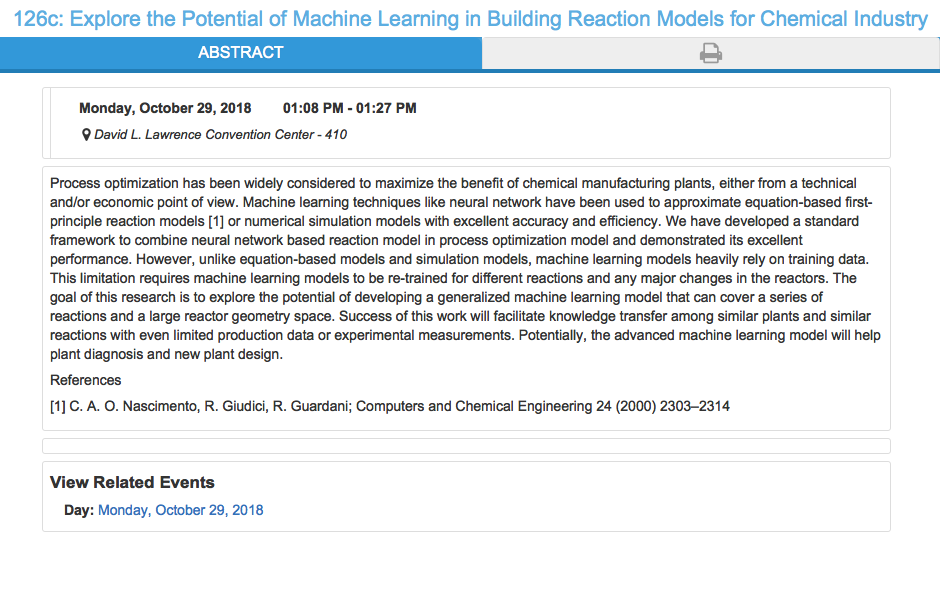 126c: Explore the Potential of Machine Learning in Building Reaction Models for Chemical Industry
ABSTRACT
Monday, October 29, 2018 01:08 PM - 01:27 PM
David L. Lawrence Convention Center - 410
Process optimization has been widely considered to maximize the benefit of chemical manufacturing plants, either from a technical
and/or economic point of view. Machine learning techniques like neural network have been used to approximate equation-based first-
principle reaction models [1] or numerical simulation models with excellent accuracy and efficiency. We have developed a standard
framework to combine neural network based reaction model in process optimization model and demonstrated its excellent
performance. However, unlike equation-based models and simulation models, machine learning models heavily rely on training data.
This limitation requires machine learning models to be re-trained for different reactions and any major changes in the reactors. The
goal of this research is to explore the potential of developing a generalized machine learning model that can cover a series of
reactions and a large reactor geometry space. Success of this work will facilitate knowledge transfer among similar plants and similar
reactions with even limited production data or experimental measurements. Potentially, the advanced machine learning model will help
plant diagnosis and new plant design.
References
[1] C. A. O. Nascimento, R. Giudici, R. Guardani; Computers and Chemical Engineering 24 (2000) 2303–2314
View Related Events
Day: Monday, October 29, 2018